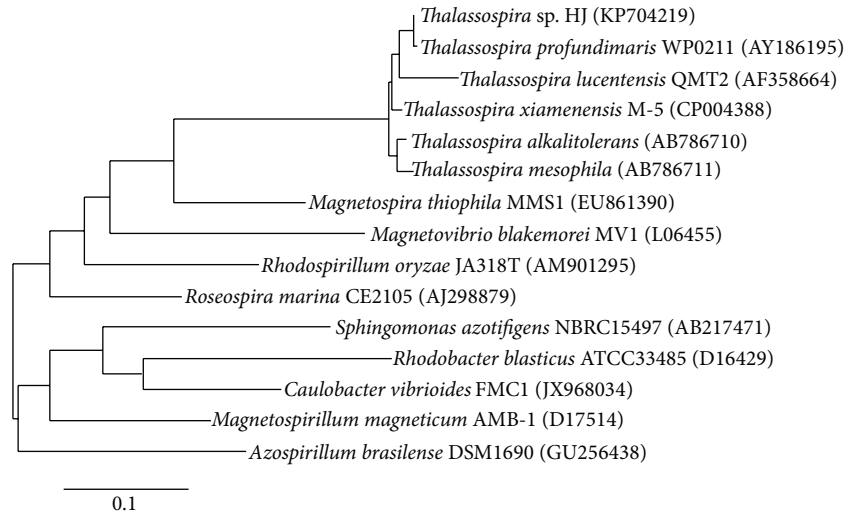 Thalassospira sp. HJ (KP704219)
Thalassospira profundimaris WP0211 (AY186195)
Thalassospira lucentensis QMT2 (AF358664)
Thalassospira xiamenensis M-5 (CP004388)
Thalassospira alkalitolerans (AB786710)
Thalassospira mesophila (AB786711)
Magnetospira thiophila MMS1 (EU861390)
Magnetovibrio blakemorei MV1 (L06455)
Rhodospirillum oryzae JA318T (AM901295)
Roseospira marina CE2105 (AJ298879)
Sphingomonas azotifigens NBRC15497 (AB217471)
Rhodobacter blasticus ATCC33485 (D16429)
Caulobacter vibrioides FMC1 (JX968034)
Magnetospirillum magneticum AMB-1 (D17514)
Azospirillum brasilense DSM1690 (GU256438)
0.1